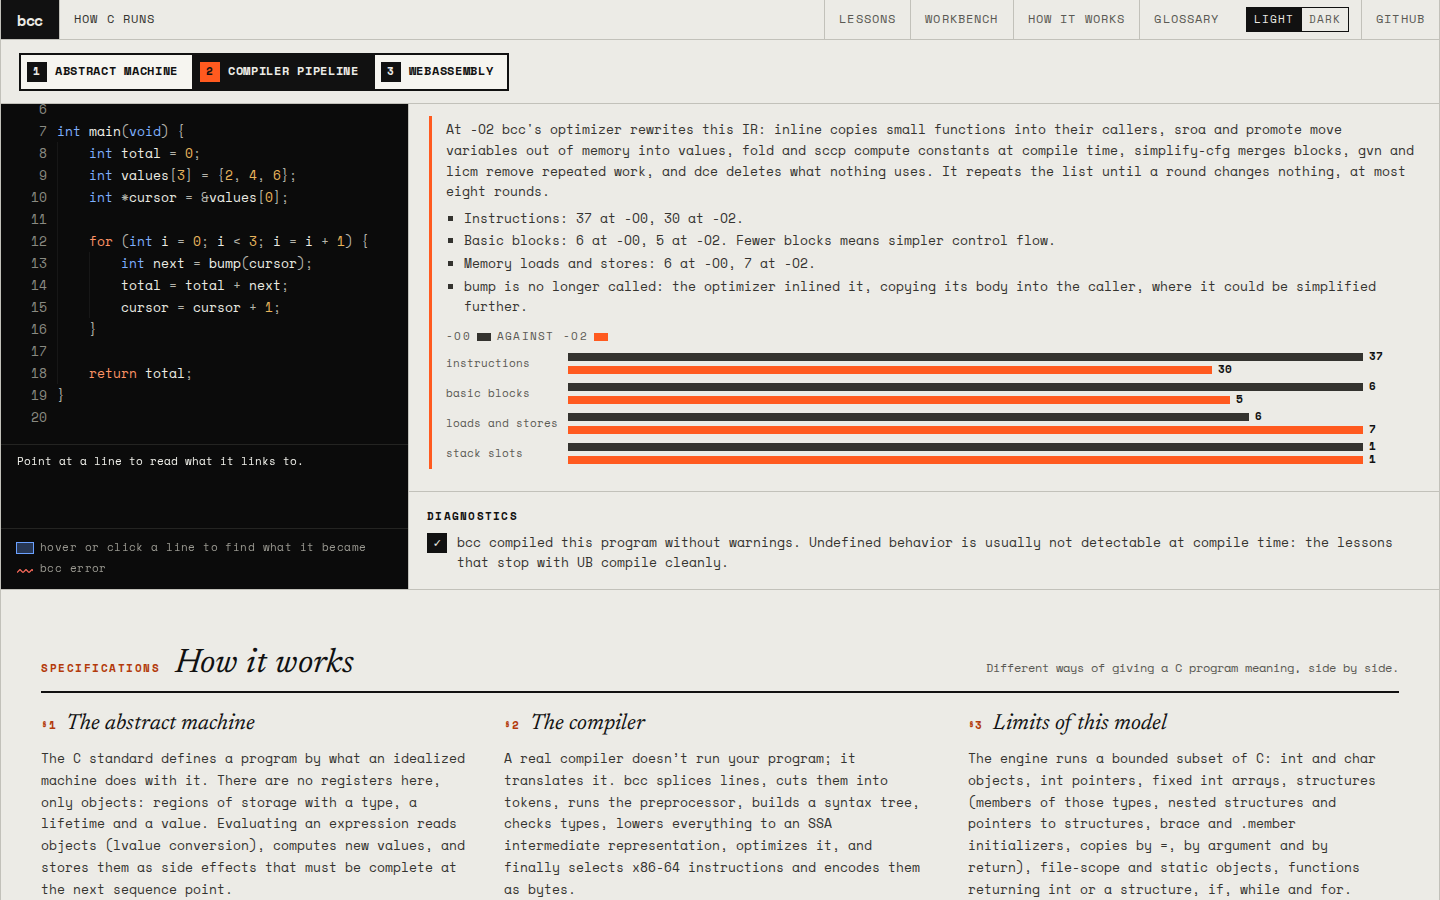 bcc HOW C RUNS LESSONS WORKBENCH HOW IT WORKS GLOSSARY LIGHT DARK GITHUB
1 ABSTRACT MACHINE 2 COMPILER PIPELINE 3 WEBASSEMBLY
6
7 int main(void) {
8 int total = 0;
9 int values[3] = {2, 4, 6};
10 int *cursor = &values[0];
11
12 for (int i = 0; i < 3; i = i + 1) {
13 int next = bump(cursor);
14 total = total + next;
15 cursor = cursor + 1;
16 }
17
18 return total;
19 }
20
Point at a line to read what it links to.
hover or click a line to find what it became
bcc error
At -O2 bcc's optimizer rewrites this IR: inline copies small functions into their callers, sroa and promote move
variables out of memory into values, fold and sccp compute constants at compile time, simplify-cfg merges blocks, gvn and
licm remove repeated work, and dce deletes what nothing uses. It repeats the list until a round changes nothing, at most
eight rounds.
Instructions: 37 at -O0, 30 at -O2.
Basic blocks: 6 at -O0, 5 at -O2. Fewer blocks means simpler control flow.
Memory loads and stores: 6 at -O0, 7 at -O2.
bump is no longer called: the optimizer inlined it, copying its body into the caller, where it could be simplified
further.
-O0 AGAINST -O2
instructions 37
30
basic blocks 6
5
loads and stores 6
7
stack slots 1
1
DIAGNOSTICS
✓ bcc compiled this program without warnings. Undefined behavior is usually not detectable at compile time: the lessons
that stop with UB compile cleanly.
SPECIFICATIONS How it works Different ways of giving a C program meaning, side by side.
§1 The abstract machine
The C standard defines a program by what an idealized
machine does with it. There are no registers here,
only objects: regions of storage with a type, a
lifetime and a value. Evaluating an expression reads
objects (lvalue conversion), computes new values, and
stores them as side effects that must be complete at
the next sequence point.
§2 The compiler
A real compiler doesn't run your program; it
translates it. bcc splices lines, cuts them into
tokens, runs the preprocessor, builds a syntax tree,
checks types, lowers everything to an SSA
intermediate representation, optimizes it, and
finally selects x86-64 instructions and encodes them
as bytes.
§3 Limits of this model
The engine runs a bounded subset of C: int and char
objects, int pointers, fixed int arrays, structures
(members of those types, nested structures and
pointers to structures, brace and .member
initializers, copies by =, by argument and by
return), file-scope and static objects, functions
returning int or a structure, if, while and for.